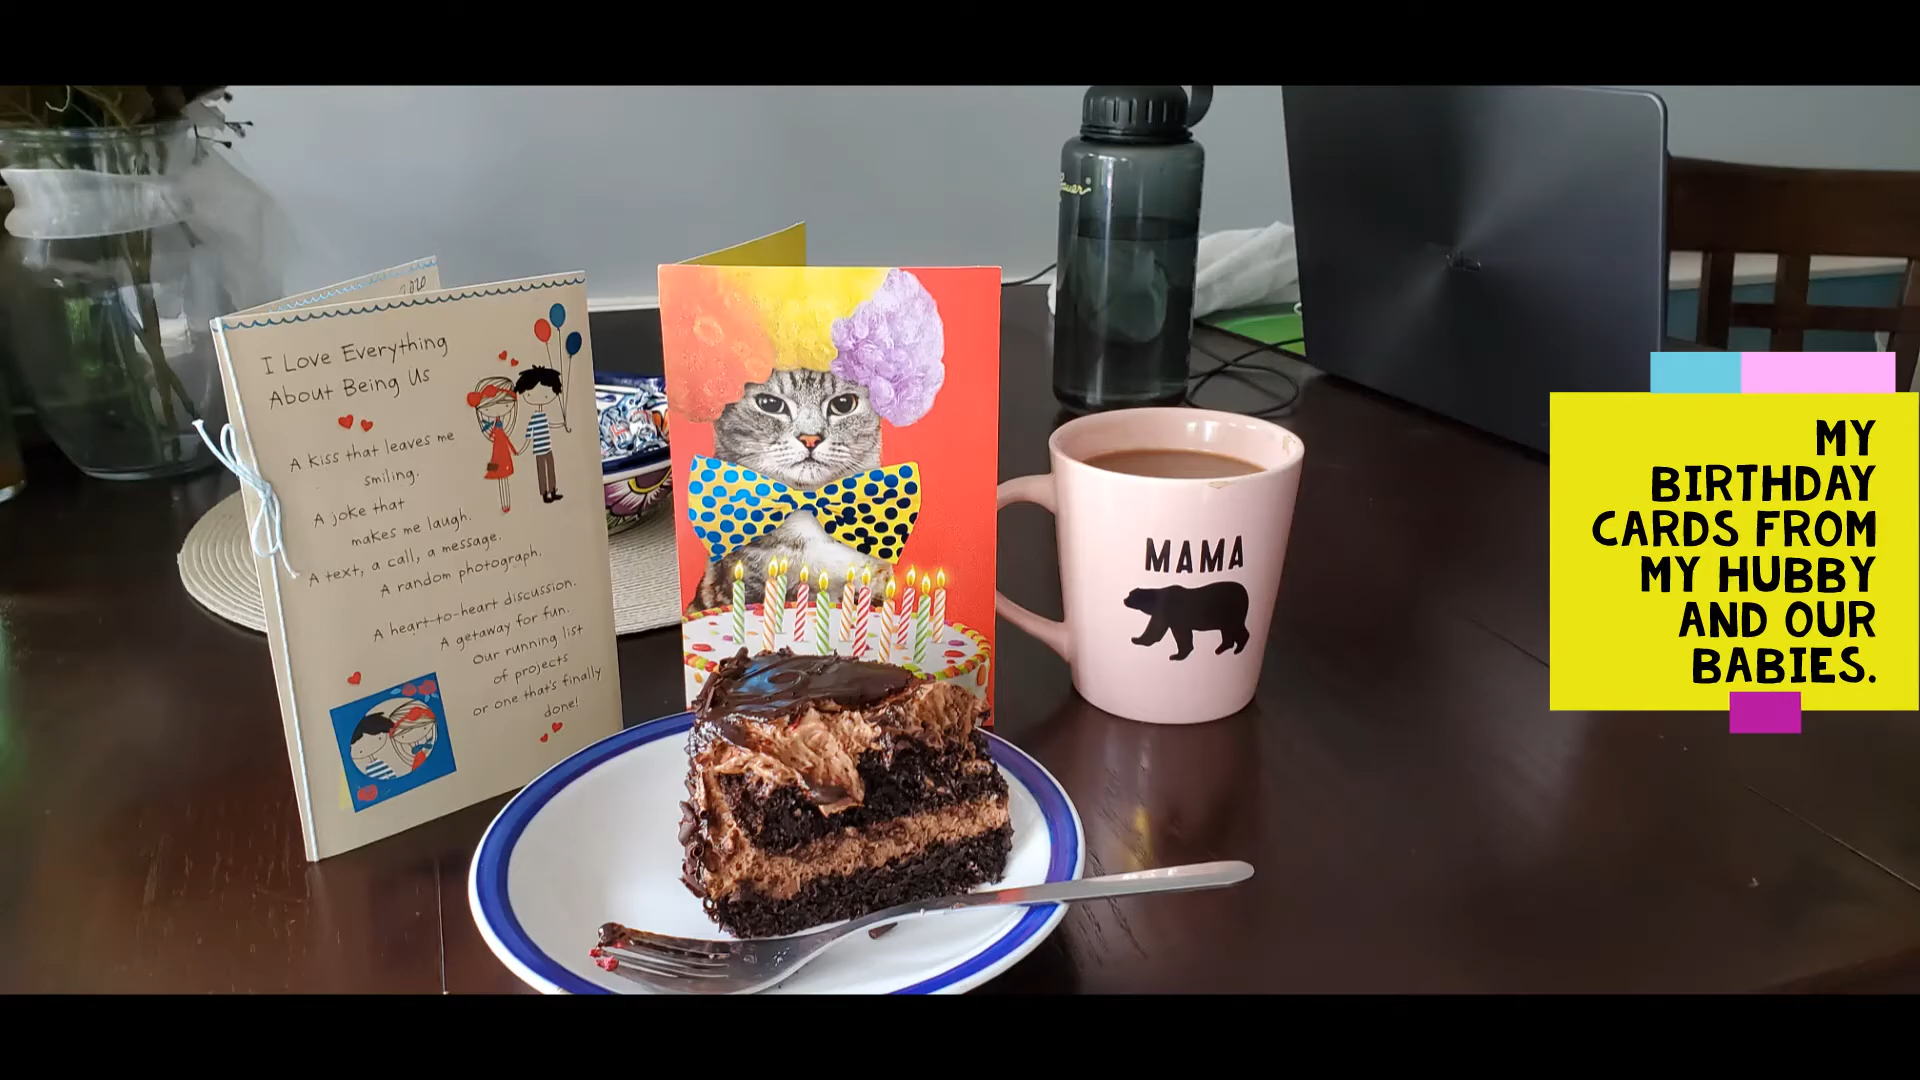 2020
I Love Everything
About Being Us
A kiss that leaves me
smiling.
A joke that
makes me laugh.
A text, a call, a message.
A random photograph.
A heart-to-heart discussion.
A getaway for fun.
Our running list
of projects
or one that's finally
done!
MAMA
MY
BIRTHDAY
CARDS FROM
MY HUBBY
AND OUR
BABIES.